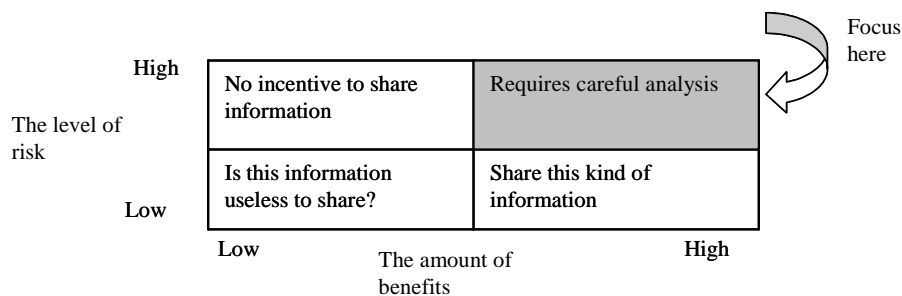 Focus
here
High
No incentive to share
information
Requires careful analysis
The level of
risk
Is this information
useless to share?
Share this kind of
information
Low
Low
High
The amount of
benefits